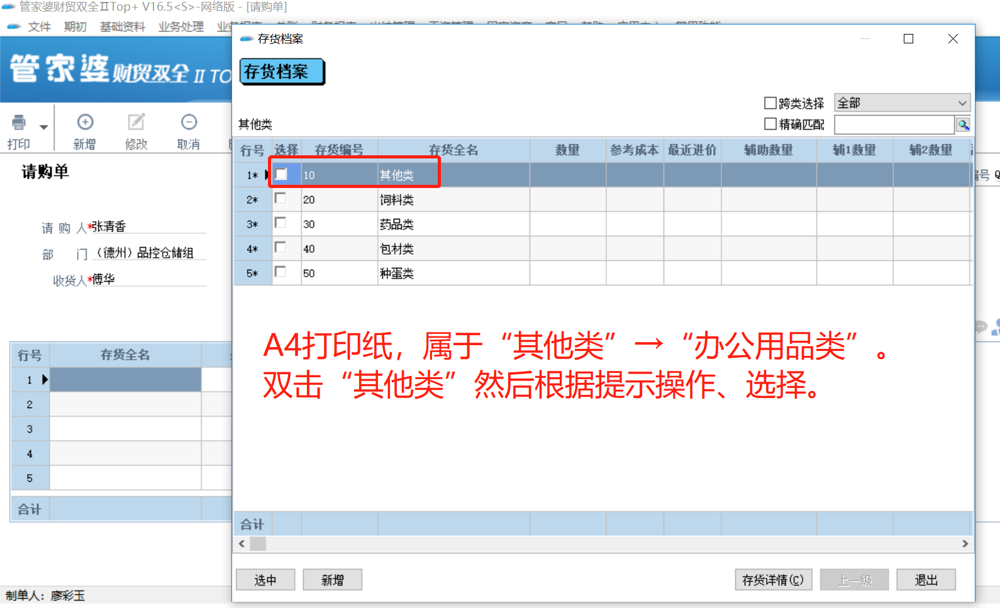 管家婆财贸双全ⅡTop+ V16.5<S>-网络版 - [请购单]
文件 期初 基础资料 业务处理
管家婆 财贸双全 II TO
打印 新增 修改 取消
请购单
请 购 人*张清香
部 门 （德州）品控仓储组
收货人*傅华
行号 存货全名
1
2
3
4
5
合计
制单人：廖彩玉
存货档案
存货档案
跨类选择 全部
其他类 精确匹配
行号 选择 存货编号 存货全名 数量 参考成本 最近进价 辅助数量 辅1数量 辅2数量
1* 10 其他类
2* 20 饲料类
3* 30 药品类
4* 40 包材类
5* 50 种蛋类
A4打印纸，属于“其他类”→“办公用品类”。
双击“其他类”然后根据提示操作、选择。
合计
选中 新增 存货详情(C) 上一级 退出